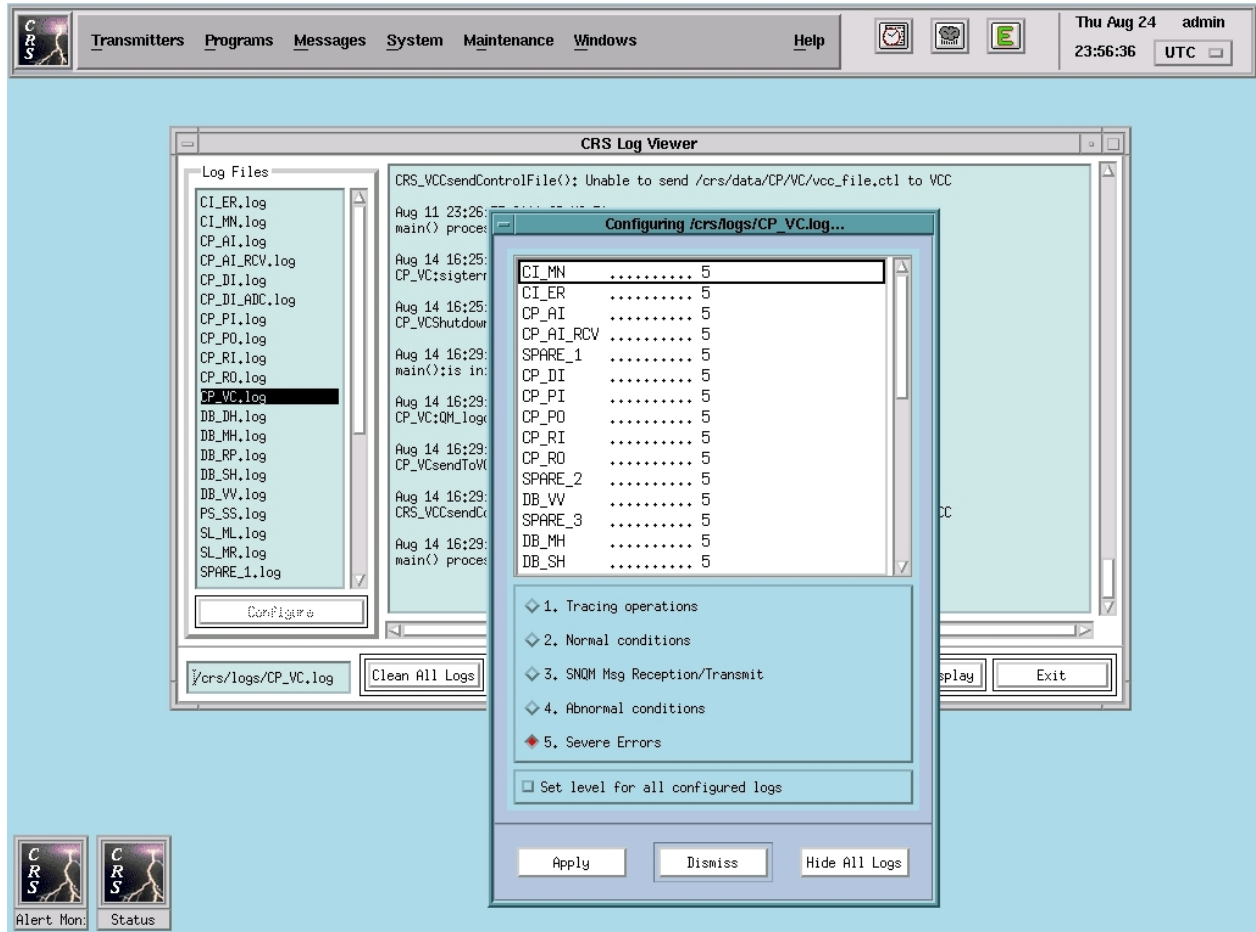 CRS
Transmitters Programs Messages System Maintenance Windows Help
E
Thu Aug 24 admin
23:56:36 UTC
CRS Log Viewer
Log Files
CI_ER.log
CI_MN.log
CP_AI.log
CP_AI_RCV.log
CP_DI.log
CP_DI_ADC.log
CP_PI.log
CP_PO.log
CP_RI.log
CP_RO.log
CP_VC.log
DB_DH.log
DB_MH.log
DB_RP.log
DB_SH.log
DB_VV.log
PS_SS.log
SL_ML.log
SL_MR.log
SPARE_1.log
Configure
CRS_VCCsendControlFile(): Unable to send /crs/data/CP/VC/vcc_file.ctl to VCC
Aug 11 23:26:
main() proces
Aug 14 16:25:
CP_VC:sigterm
Aug 14 16:25:
CP_VCShutdown
Aug 14 16:29:
main():is in
Aug 14 16:29:
CP_VC:QM_logo
Aug 14 16:29:
CP_VCsendToV
Aug 14 16:29:
CRS_VCCsendCo
CC
Aug 14 16:29:
main() proces
/crs/logs/CP_VC.log
Clean All Logs
splay
Exit
Configuring /crs/logs/CP_VC.log...
CI_MN .......... 5
CI_ER .......... 5
CP_AI .......... 5
CP_AI_RCV .......... 5
SPARE_1 .......... 5
CP_DI .......... 5
CP_PI .......... 5
CP_PO .......... 5
CP_RI .......... 5
CP_RO .......... 5
SPARE_2 .......... 5
DB_VV .......... 5
SPARE_3 .......... 5
DB_MH .......... 5
DB_SH .......... 5
1. Tracing operations
2. Normal conditions
3. SNQM Msg Reception/Transmit
4. Abnormal conditions
5. Severe Errors
Set level for all configured logs
Apply
Dismiss
Hide All Logs
CRS
Alert Mon:
CRS
Status